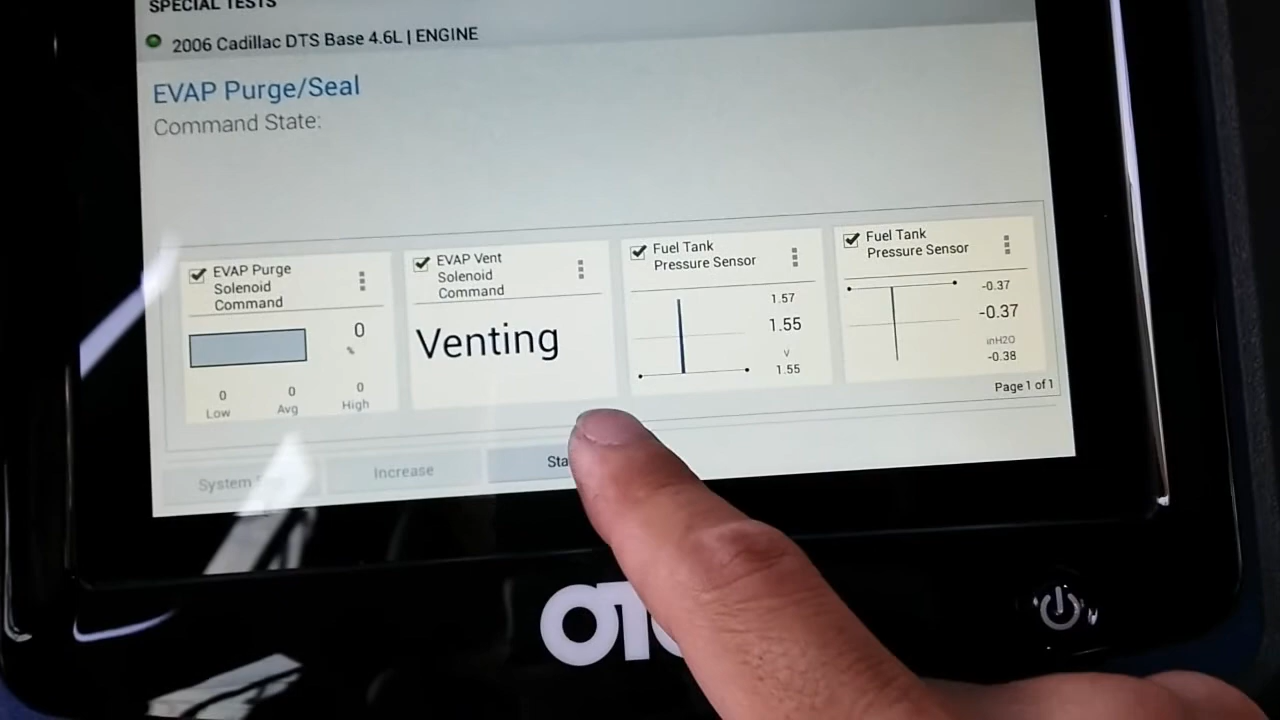 SPECIAL TESTS
2006 Cadillac DTS Base 4.6L | ENGINE
EVAP Purge/Seal
Command State:
EVAP Purge
Solenoid
Command
0
%
0
Low
0
Avg
0
High
EVAP Vent
Solenoid
Command
Venting
Fuel Tank
Pressure Sensor
1.57
1.55
V
1.55
Fuel Tank
Pressure Sensor
-0.37
-0.37
inH2O
-0.38
Page 1 of 1
System
Increase